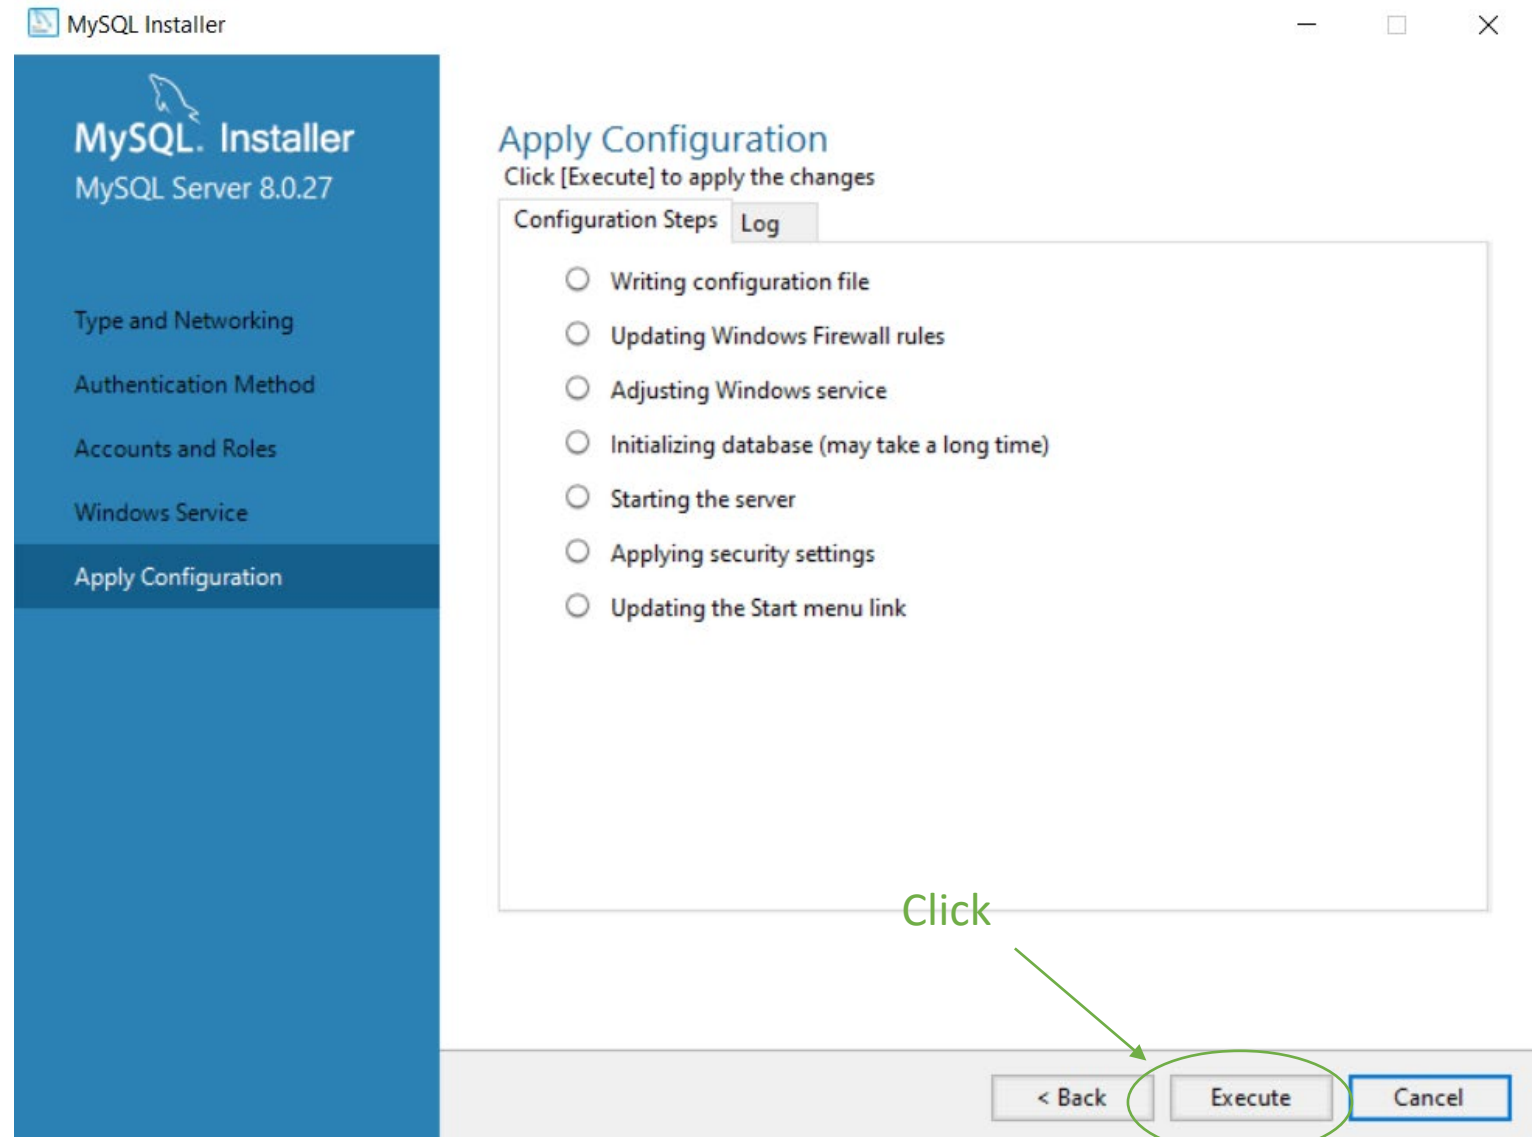 MySQL Installer
MySQL. Installer
MySQL Server 8.0.27
Type and Networking
Authentication Method
Accounts and Roles
Windows Service
Apply Configuration
Apply Configuration
Click [Execute] to apply the changes
Configuration Steps Log
Writing configuration file
Updating Windows Firewall rules
Adjusting Windows service
Initializing database (may take a long time)
Starting the server
Applying security settings
Updating the Start menu link
Click
< Back Execute Cancel